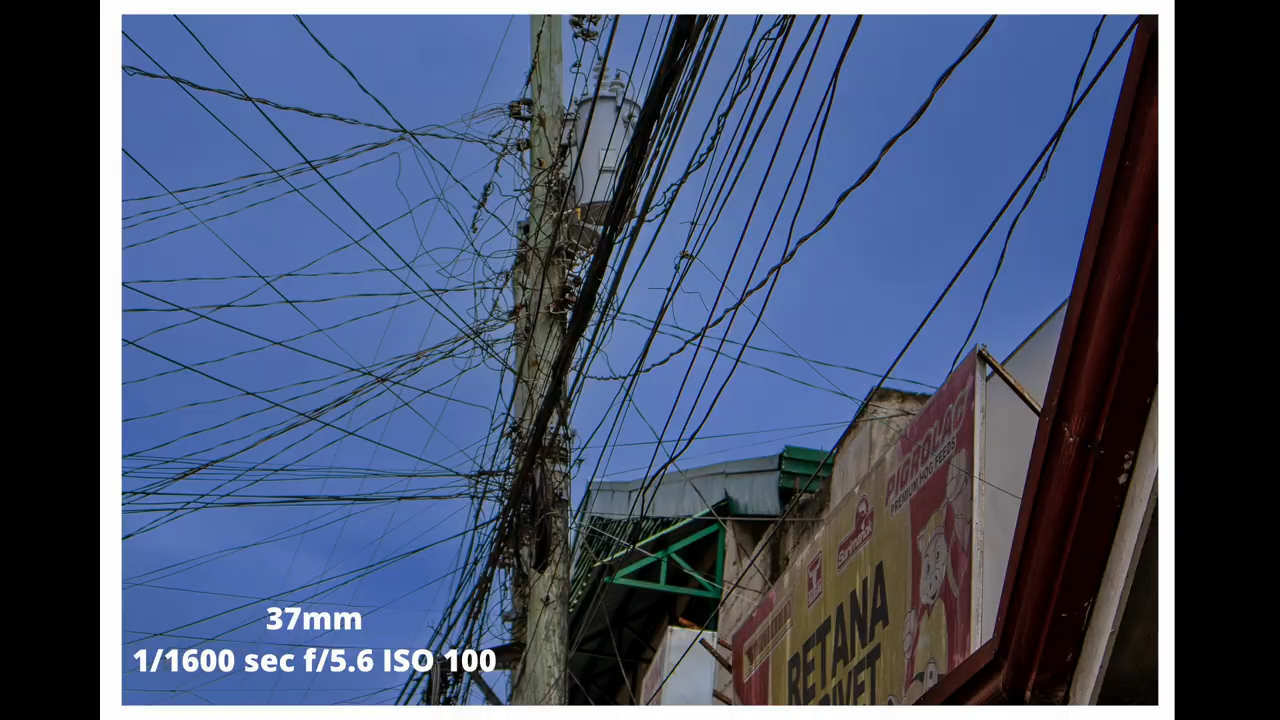 PIGROLAC
PREMIUM HOG FEEDS
RETANA
37mm
1/1600 sec f/5.6 ISO 100